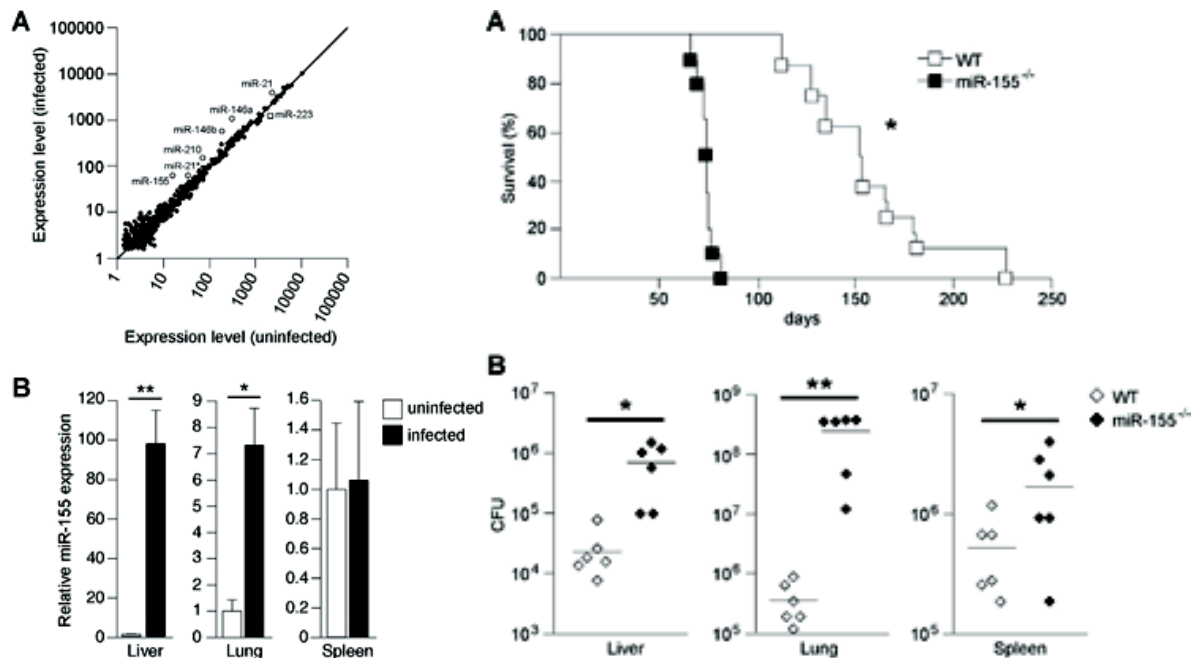 A
Expression level (infected)
100000
10000
1000
100
10
1
miR-21
miR-146a
miR-223
miR-146b
miR-210
miR-21*
miR-155
1
10
100
1000
10000
100000
Expression level (uninfected)
B
Relative miR-155 expression
120
100
80
60
40
20
0
**
Liver
9
8
7
6
5
4
3
2
1
0
*
Lung
1.6
1.4
1.2
1.0
0.8
0.6
0.4
0.2
0
Spleen
uninfected
infected
A
Survival (%)
100
80
60
40
20
0
WT
miR-155-/-
*
50
100
150
200
250
days
B
CFU
10⁷
10⁶
10⁵
10⁴
10³
*
Liver
10⁹
10⁸
10⁷
10⁶
10⁵
**
Lung
10⁷
10⁶
10⁵
*
Spleen
WT
miR-155-/-